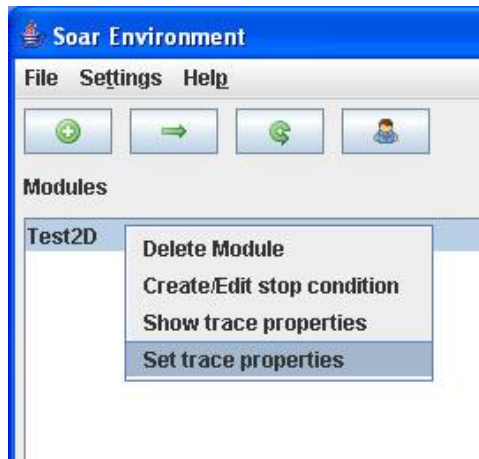 Soar Environment
File Settings Help
Modules
Test2D
Delete Module
Create/Edit stop condition
Show trace properties
Set trace properties